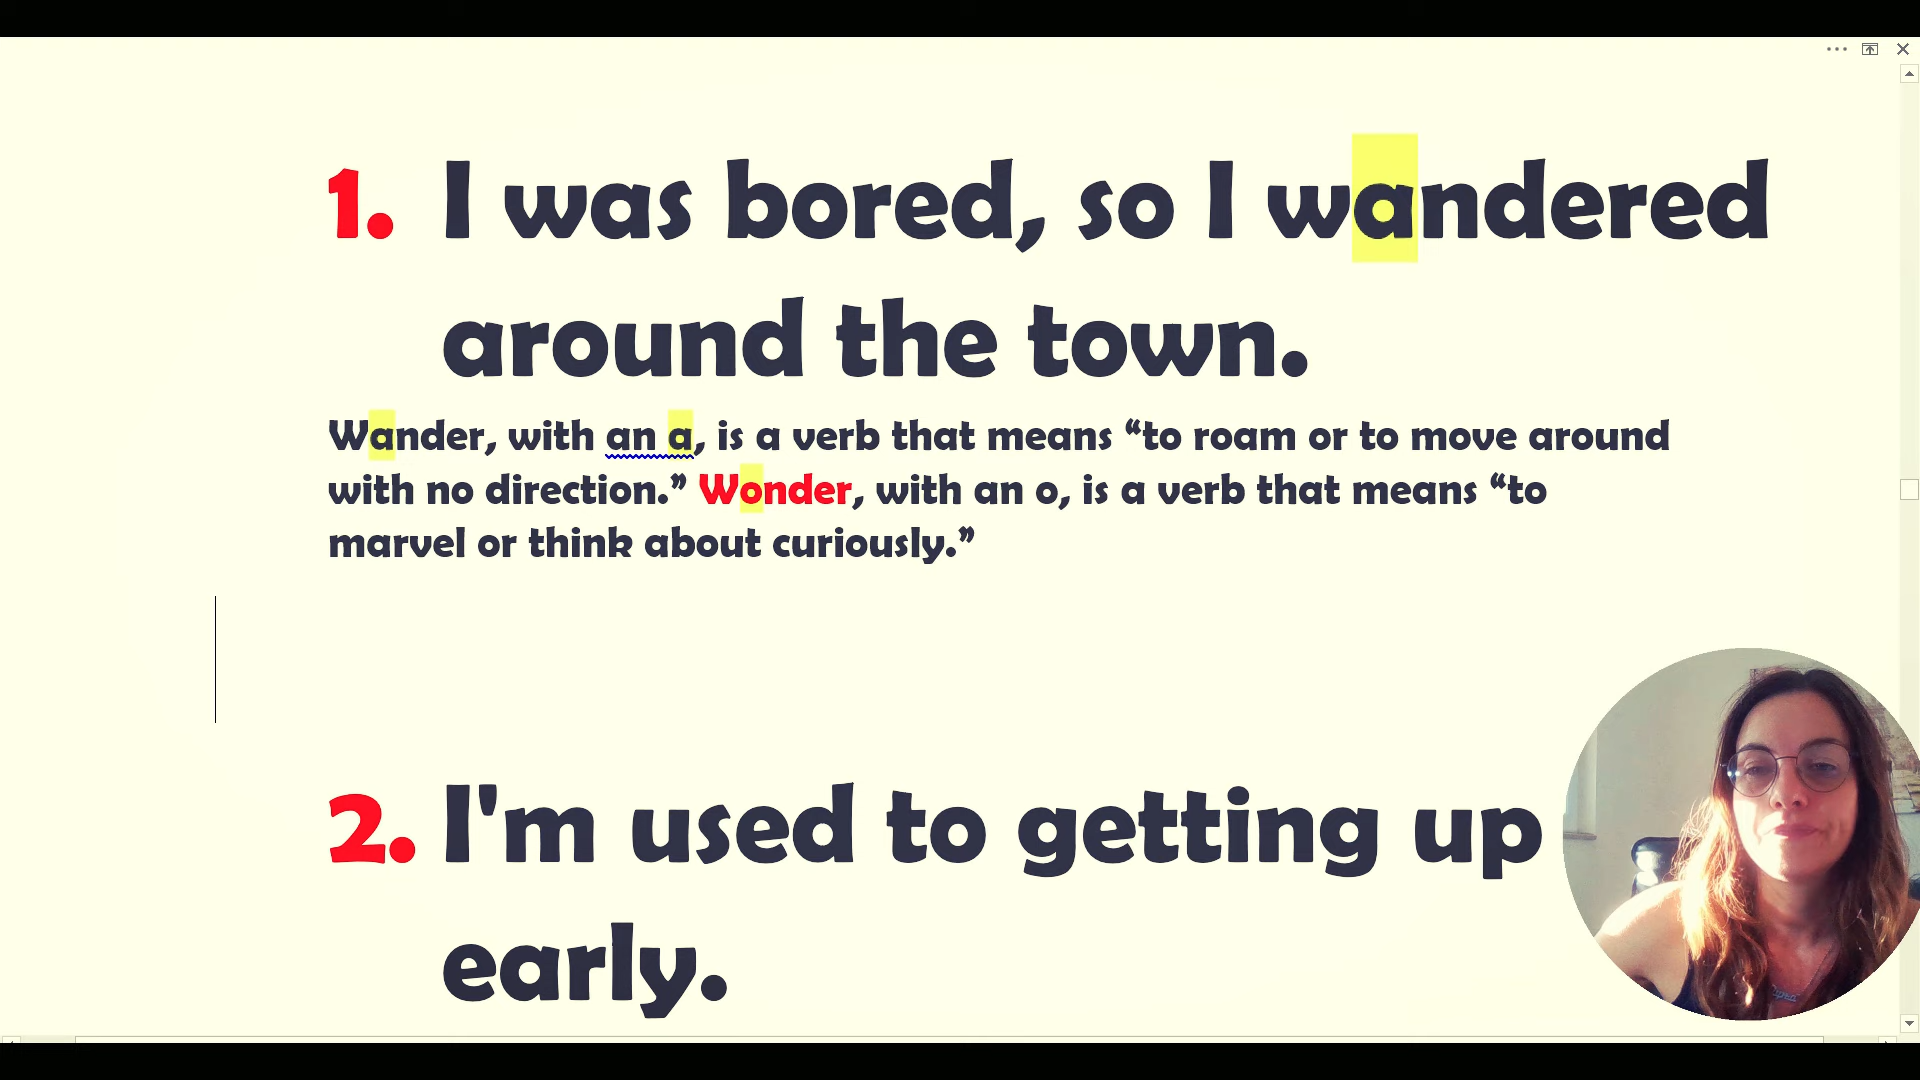 1. I was bored, so I wandered
around the town.
Wander, with an a, is a verb that means “to roam or to move around
with no direction.” Wonder, with an o, is a verb that means “to
marvel or think about curiously.”
2. I'm used to getting up
early.